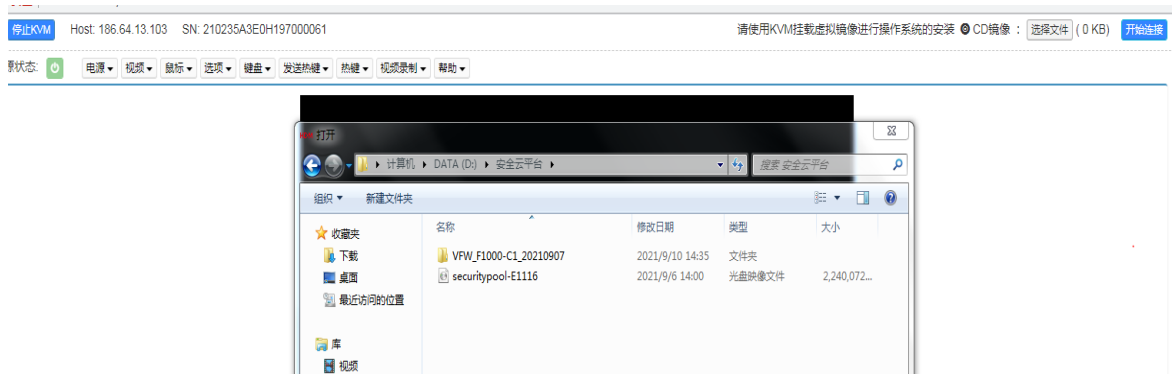 停止KVM Host: 186.64.13.103 SN: 210235A3E0H197000061 请使用KVM挂载虚拟镜像进行操作系统的安装 CD镜像 : 选择文件 ( 0 KB) 开始连接
状态: 电源 视频 鼠标 选项 键盘 发送热键 热键 视频录制 帮助
打开
计算机 DATA (D:) 安全云平台 搜索 安全云平台
组织 新建文件夹
名称 修改日期 类型 大小
收藏夹
下载 VFW_F1000-C1_20210907 2021/9/10 14:35 文件夹
桌面 securitypool-E1116 2021/9/6 14:00 光盘映像文件 2,240,072...
最近访问的位置
库
视频